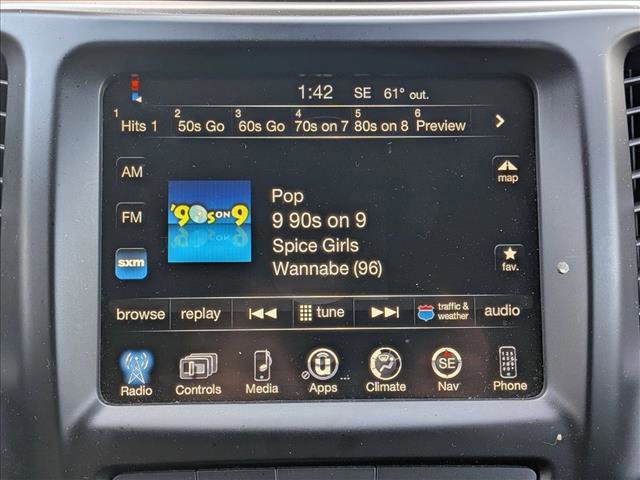 1:42 SE 61° out.
1 Hits 1 2 50s Go 3 60s Go 4 70s on 7 5 80s on 8 6 Preview
AM
map
FM
'90s ON 9
Pop
9 90s on 9
Spice Girls
Wannabe (96)
sxm
fav.
browse replay tune traffic & weather audio
SE
Radio Controls Media Apps Climate Nav Phone